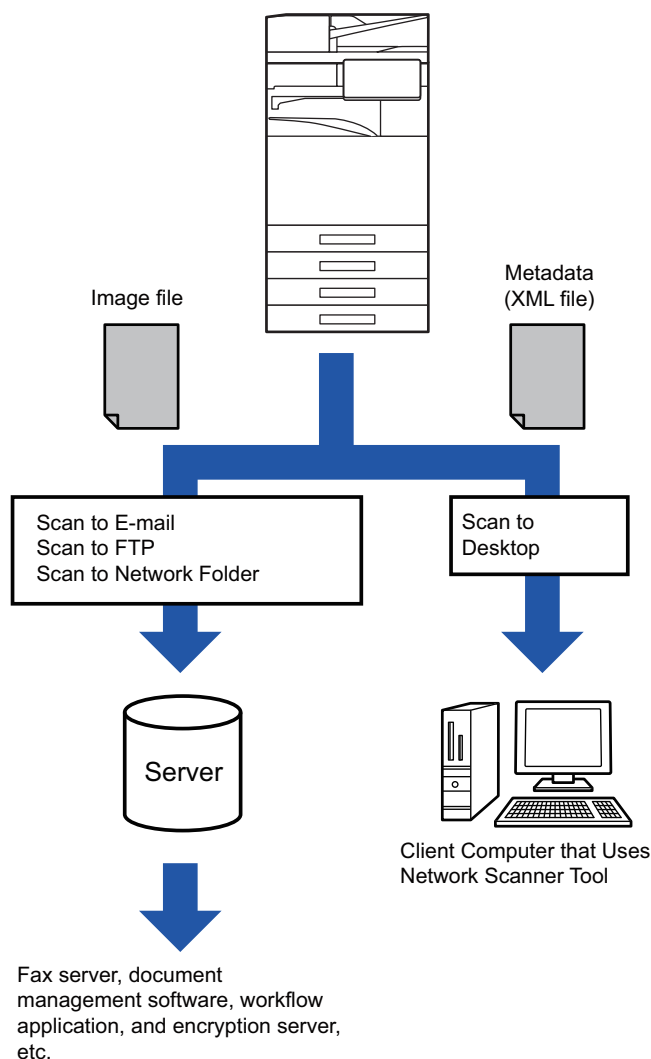 Image file
Metadata
(XML file)
Scan to E-mail
Scan to FTP
Scan to Network Folder
Scan to
Desktop
Server
Client Computer that Uses
Network Scanner Tool
Fax server, document
management software, workflow
application, and encryption server,
etc.